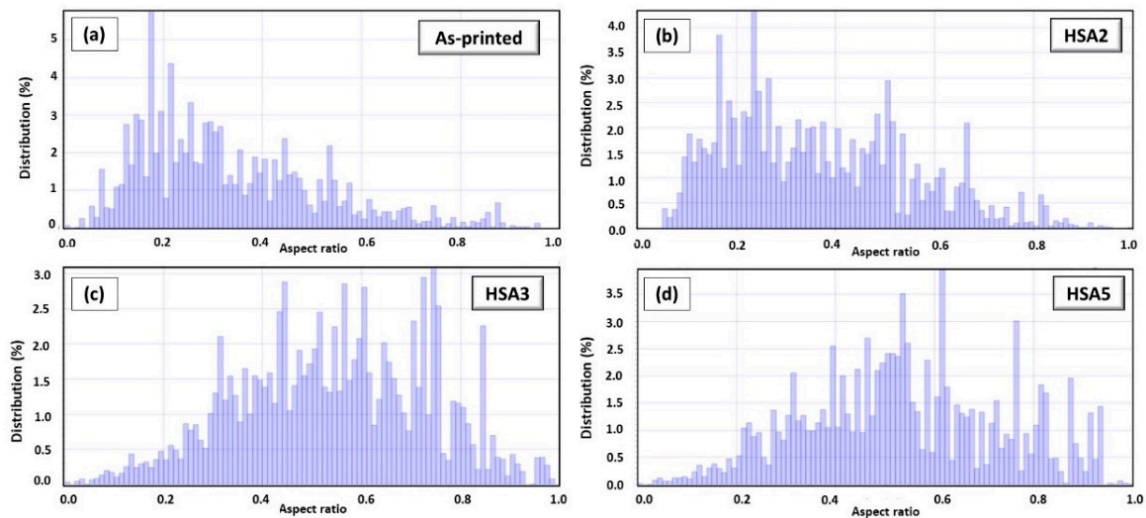 (a)
As-printed
Distribution (%)
5
4
3
2
1
0
0.0 0.2 0.4 0.6 0.8 1.0
Aspect ratio
(b)
HSA2
Distribution (%)
4.0
3.5
3.0
2.5
2.0
1.5
1.0
0.5
0.0
0.2 0.4 0.6 0.8 1.0
Aspect ratio
(c)
HSA3
Distribution (%)
3.0
2.5
2.0
1.5
1.0
0.5
0.0
0.0 0.2 0.4 0.6 0.8 1.0
Aspect ratio
(d)
HSA5
Distribution (%)
3.5
3.0
2.5
2.0
1.5
1.0
0.5
0.0
0.2 0.4 0.6 0.8 1.0
Aspect ratio